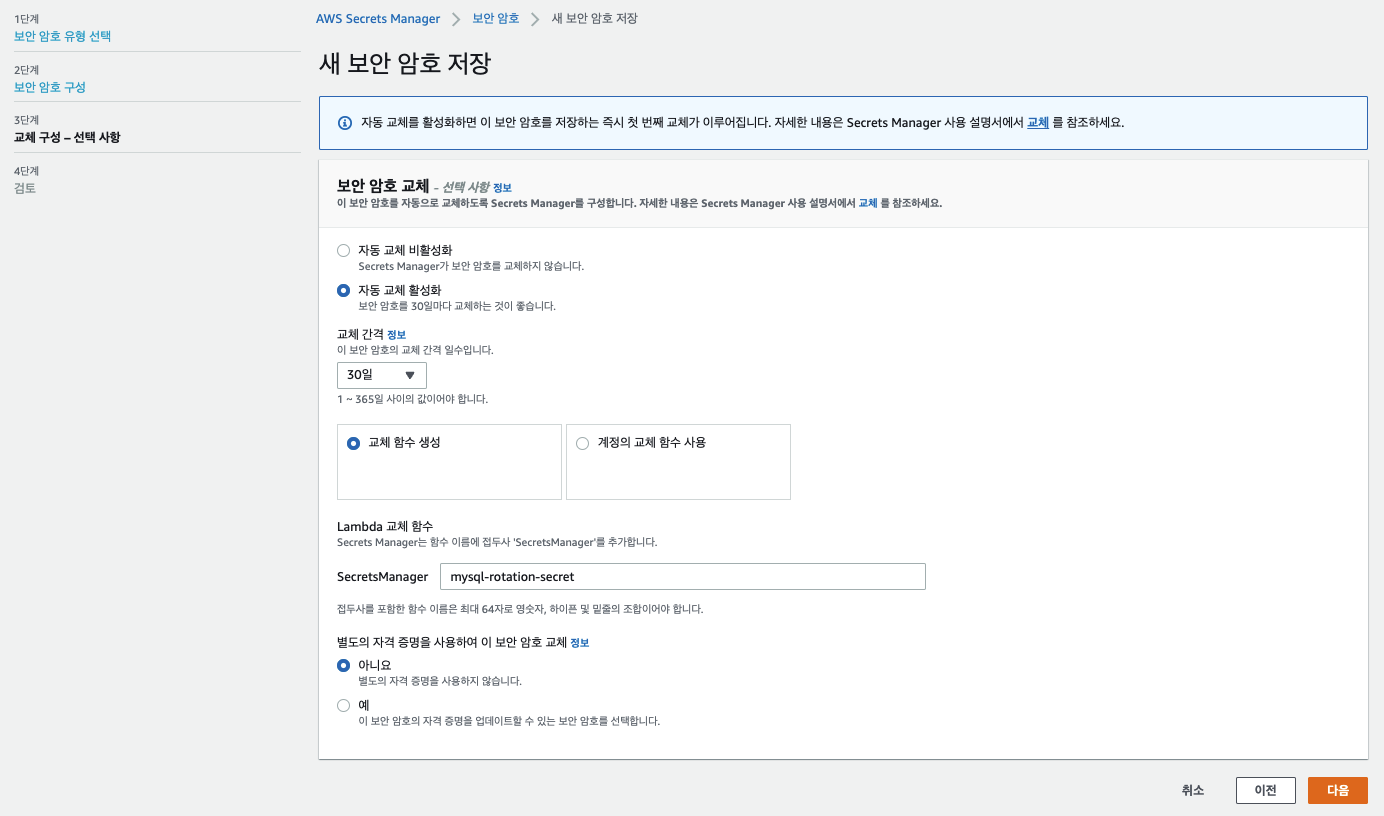 1단계
보안 암호 유형 선택
2단계
보안 암호 구성
3단계
교체 구성 – 선택 사항
4단계
검토
AWS Secrets Manager > 보안 암호 > 새 보안 암호 저장
새 보안 암호 저장
자동 교체를 활성화하면 이 보안 암호를 저장하는 즉시 첫 번째 교체가 이루어집니다. 자세한 내용은 Secrets Manager 사용 설명서에서 교체 를 참조하세요.
보안 암호 교체 - 선택 사항 정보
이 보안 암호를 자동으로 교체하도록 Secrets Manager를 구성합니다. 자세한 내용은 Secrets Manager 사용 설명서에서 교체 를 참조하세요.
자동 교체 비활성화
Secrets Manager가 보안 암호를 교체하지 않습니다.
자동 교체 활성화
보안 암호를 30일마다 교체하는 것이 좋습니다.
교체 간격 정보
이 보안 암호의 교체 간격 일수입니다.
30일
1 ~ 365일 사이의 값이어야 합니다.
교체 함수 생성
계정의 교체 함수 사용
Lambda 교체 함수
Secrets Manager는 함수 이름에 접두사 'SecretsManager'를 추가합니다.
SecretsManager mysql-rotation-secret
접두사를 포함한 함수 이름은 최대 64자로 영숫자, 하이픈 및 밑줄의 조합이어야 합니다.
별도의 자격 증명을 사용하여 이 보안 암호 교체 정보
아니요
별도의 자격 증명을 사용하지 않습니다.
예
이 보안 암호의 자격 증명을 업데이트할 수 있는 보안 암호를 선택합니다.
취소 이전 다음